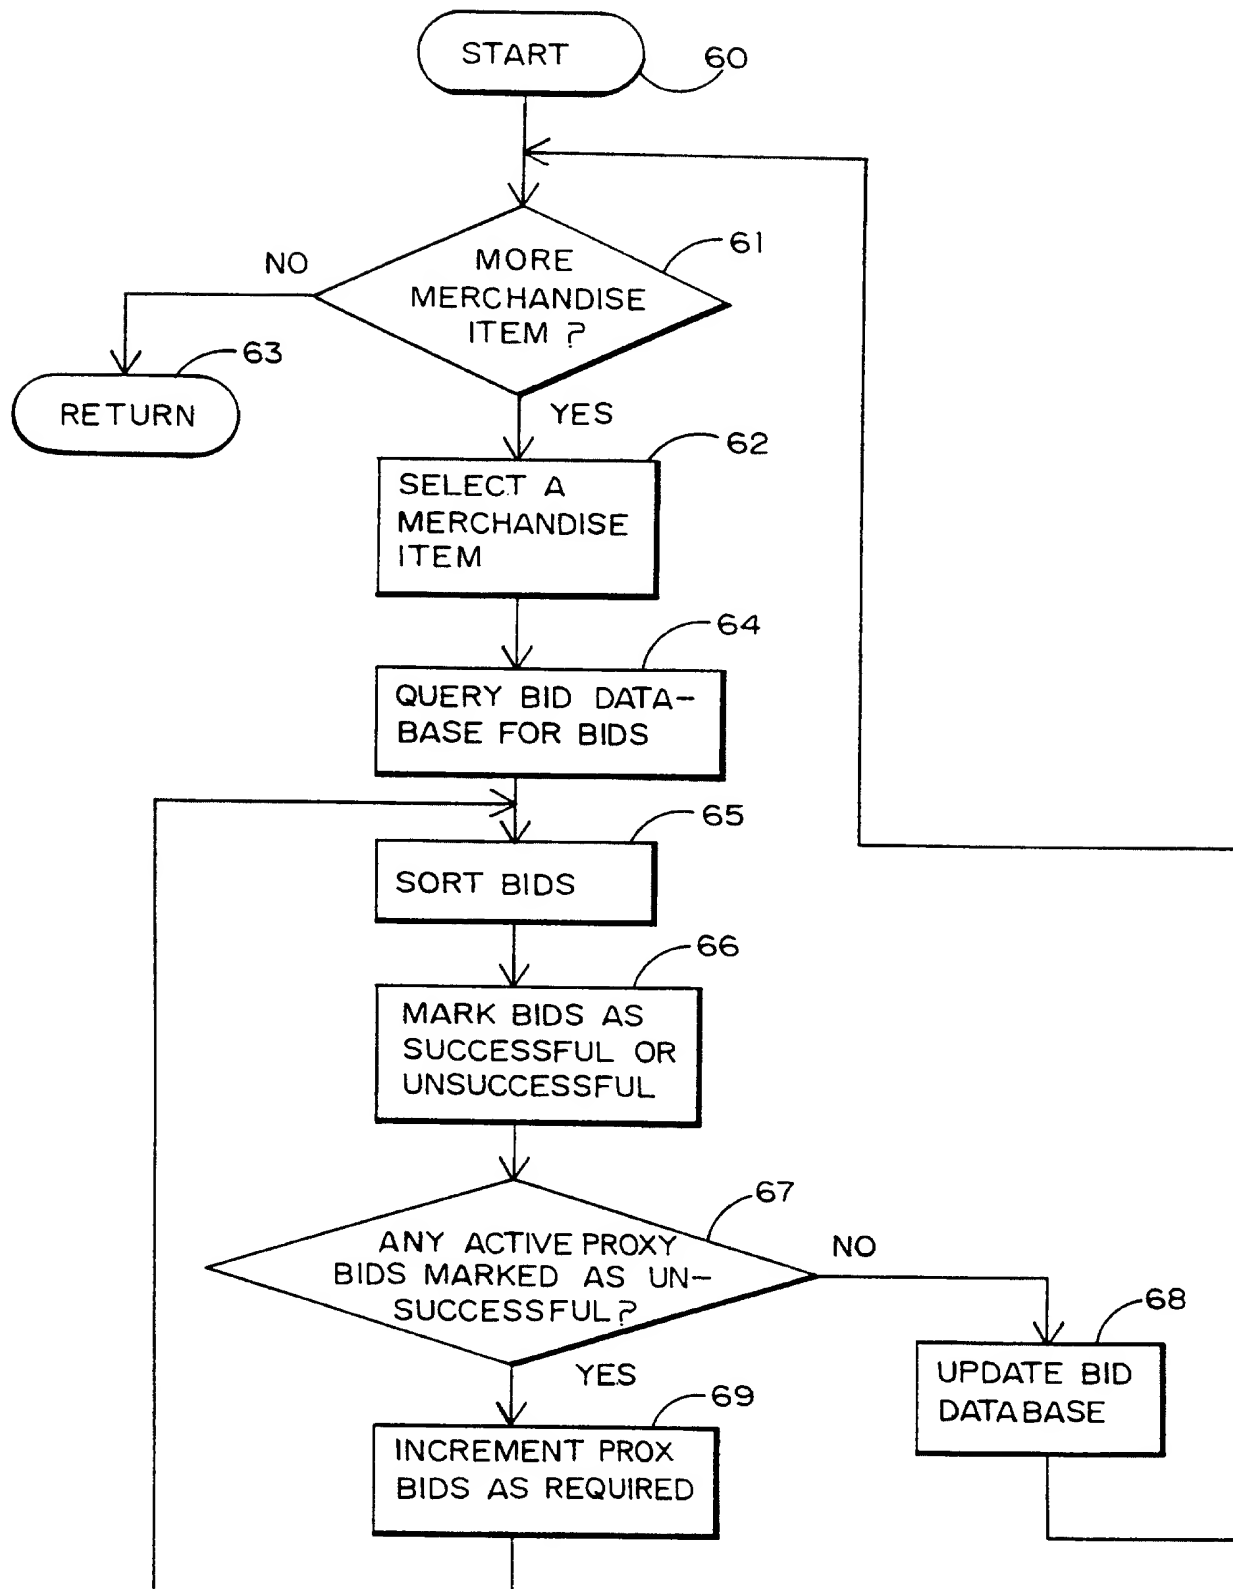 START
60
61
NO
MORE
MERCHANDISE
ITEM ?
63
RETURN
YES
62
SELECT A
MERCHANDISE
ITEM
64
QUERY BID DATA-
BASE FOR BIDS
65
SORT BIDS
66
MARK BIDS AS
SUCCESSFUL OR
UNSUCCESSFUL
67
ANY ACTIVE PROXY
BIDS MARKED AS UN-
SUCCESSFUL?
NO
68
UPDATE BID
DATABASE
YES
69
INCREMENT PROX
BIDS AS REQUIRED